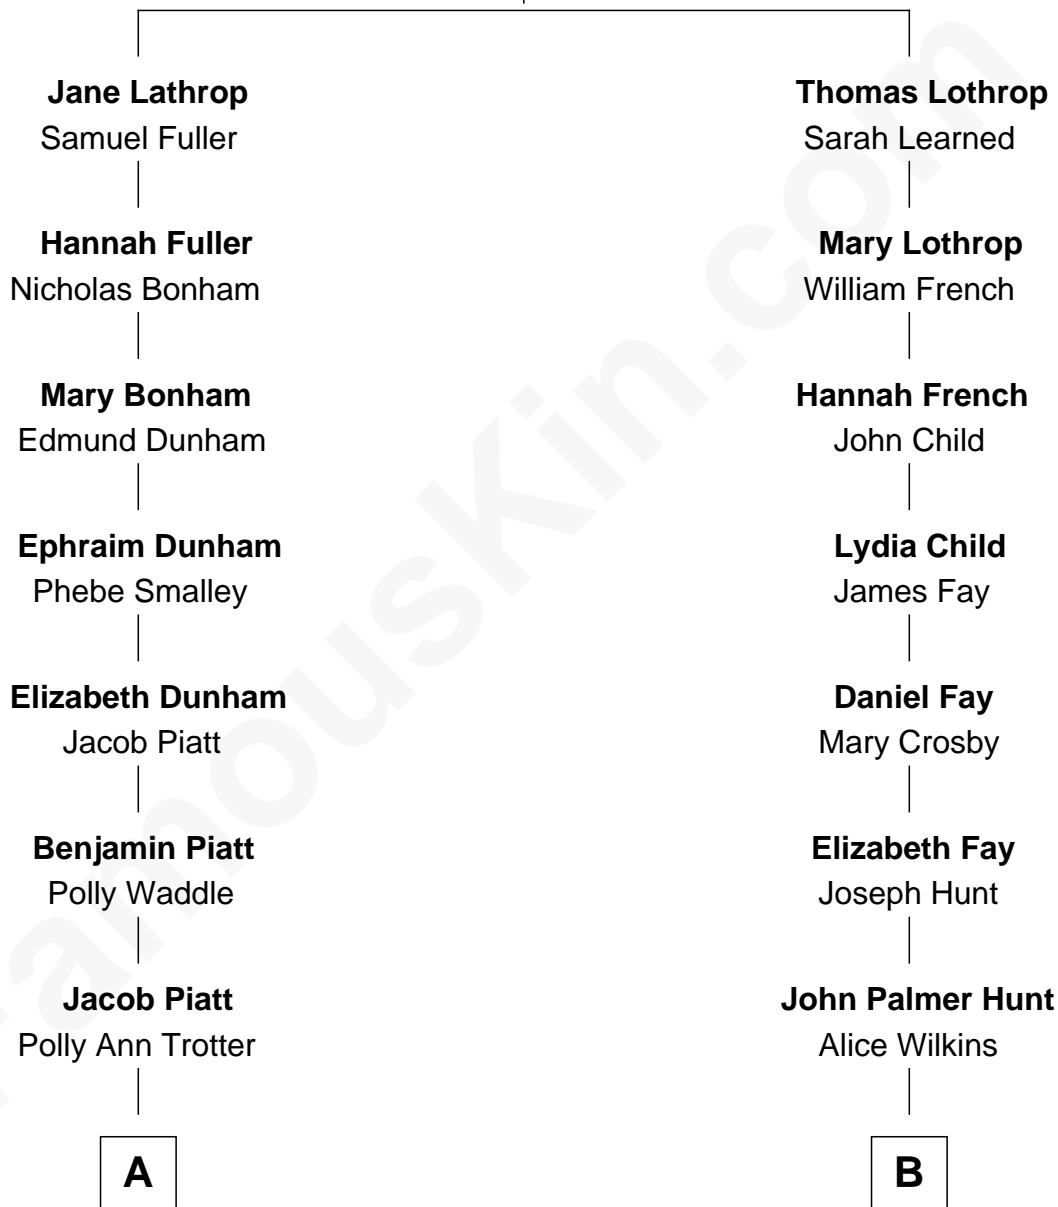 Jane Lathrop
Samuel Fuller
Hannah Fuller
Nicholas Bonham
Mary Bonham
Edmund Dunham
Ephraim Dunham
Phebe Smalley
Elizabeth Dunham
Jacob Piatt
Benjamin Piatt
Polly Waddle
Jacob Piatt
Polly Ann Trotter
A
Thomas Lothrop
Sarah Learned
Mary Lothrop
William French
Hannah French
John Child
Lydia Child
James Fay
Daniel Fay
Mary Crosby
Elizabeth Fay
Joseph Hunt
John Palmer Hunt
Alice Wilkins
B
FamousKin.com